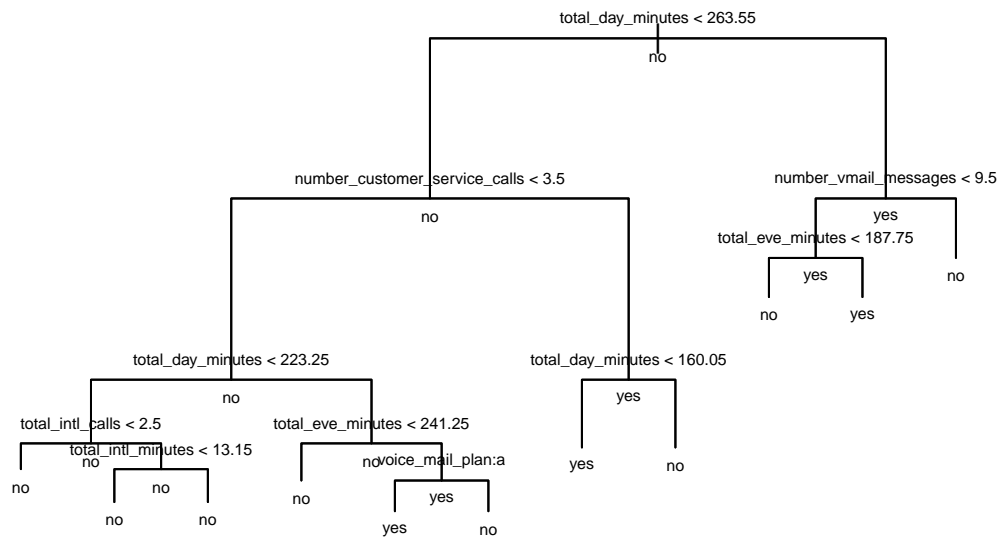 total_day_minutes < 263.55
no
number_customer_service_calls < 3.5
number_vmail_messages < 9.5
no
yes
total_eve_minutes < 187.75
yes
no
no
yes
total_day_minutes < 223.25
total_day_minutes < 160.05
no
yes
total_intl_calls < 2.5
total_eve_minutes < 241.25
total_intl_minutes < 13.15
no
no
voice_mail_plan:a
yes
no
no
no
no
yes
no
no
yes
no